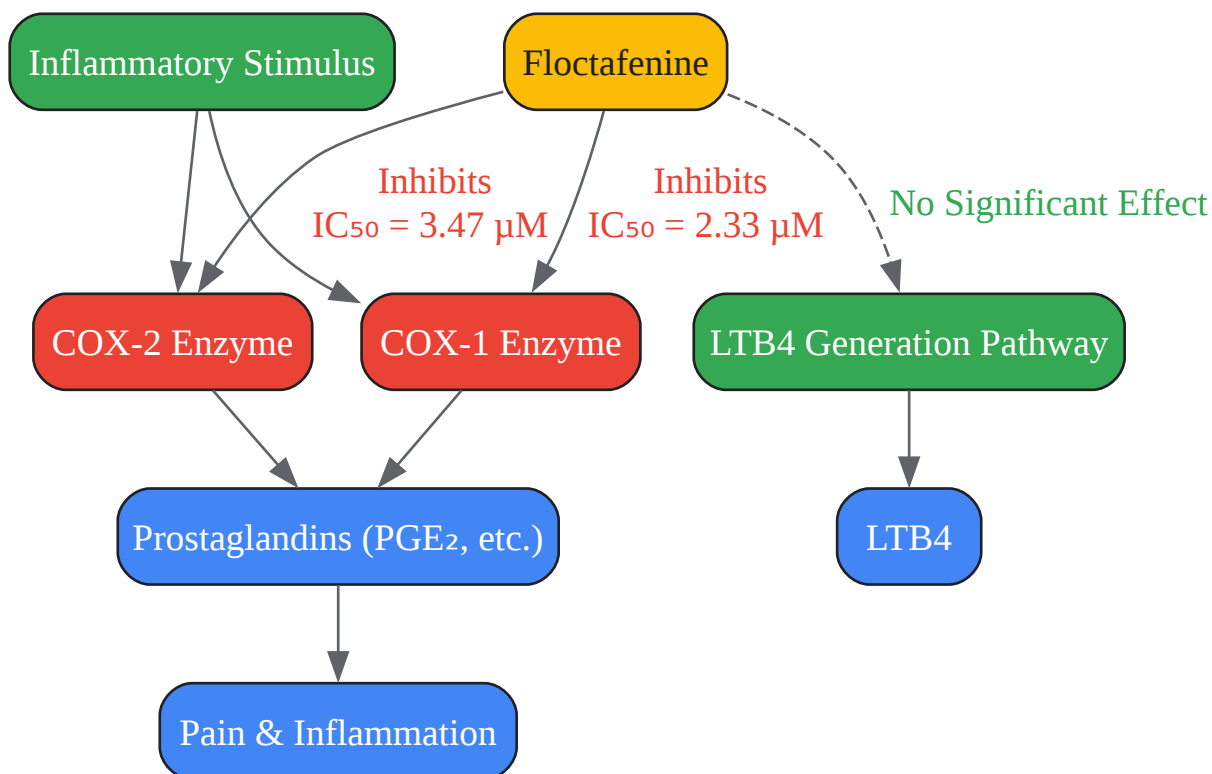 Inflammatory Stimulus
Floctafenine
Inhibits
IC₅₀ = 3.47 µM
Inhibits
IC₅₀ = 2.33 µM
No Significant Effect
COX-2 Enzyme
COX-1 Enzyme
LTB4 Generation Pathway
Prostaglandins (PGE₂, etc.)
LTB4
Pain & Inflammation